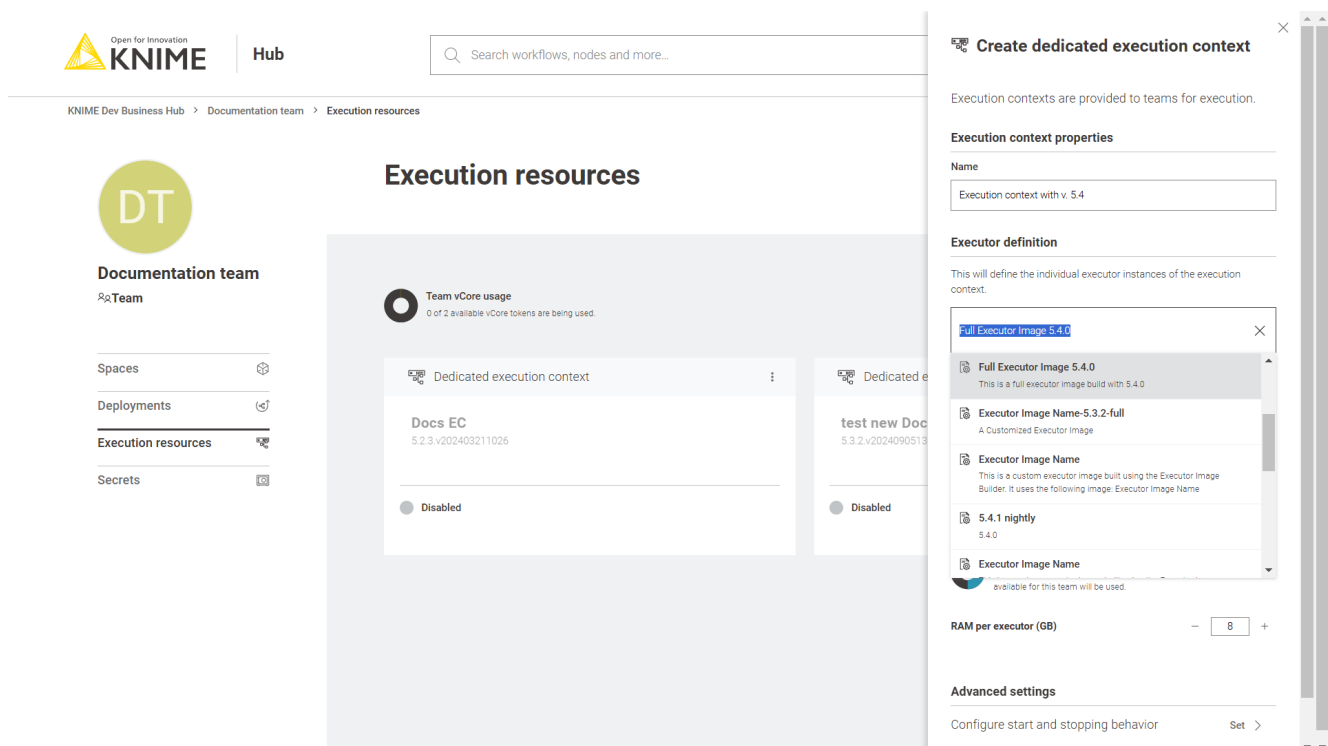 Open for Innovation
KNIME
Hub
Search workflows, nodes and more...
KNIME Dev Business Hub > Documentation team > Execution resources
DT
Documentation team
Team
Spaces
Deployments
Execution resources
Secrets
Execution resources
Team vCore usage
0 of 2 available vCore tokens are being used.
Dedicated execution context
Docs EC
5.2.3.v202403211026
Disabled
Dedicated e
test new Doc
5.3.2.v2024090513
Disabled
Create dedicated execution context
Execution contexts are provided to teams for execution.
Execution context properties
Name
Execution context with v. 5.4
Executor definition
This will define the individual executor instances of the execution
context.
Full Executor Image 5.4.0
Full Executor Image 5.4.0
This is a full executor image build with 5.4.0
Executor Image Name-5.3.2-full
A Customized Executor Image
Executor Image Name
This is a custom executor image built using the Executor Image
Builder. It uses the following image: Executor Image Name
5.4.1 nightly
5.4.0
Executor Image Name
available for this team will be used.
RAM per executor (GB)
− 8 +
Advanced settings
Configure start and stopping behavior
Set >